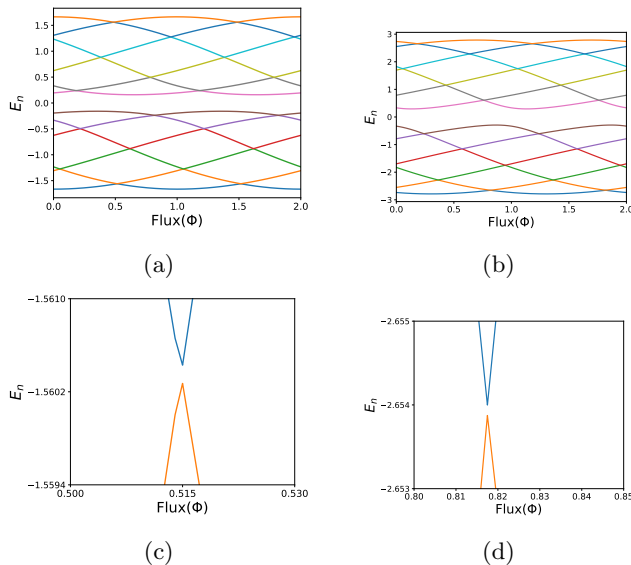 1.5
1.0
0.5
0.0
−0.5
−1.0
−1.5
E_n
0.0 0.5 1.0 1.5 2.0
Flux(Φ)
(a)
3
2
1
0
−1
−2
−3
E_n
0.0 0.5 1.0 1.5 2.0
Flux(Φ)
(b)
−1.5610
−1.5602
−1.5594
E_n
0.500 0.515 0.530
Flux(Φ)
(c)
−2.655
−2.654
−2.653
E_n
0.80 0.81 0.82 0.83 0.84 0.85
Flux(Φ)
(d)